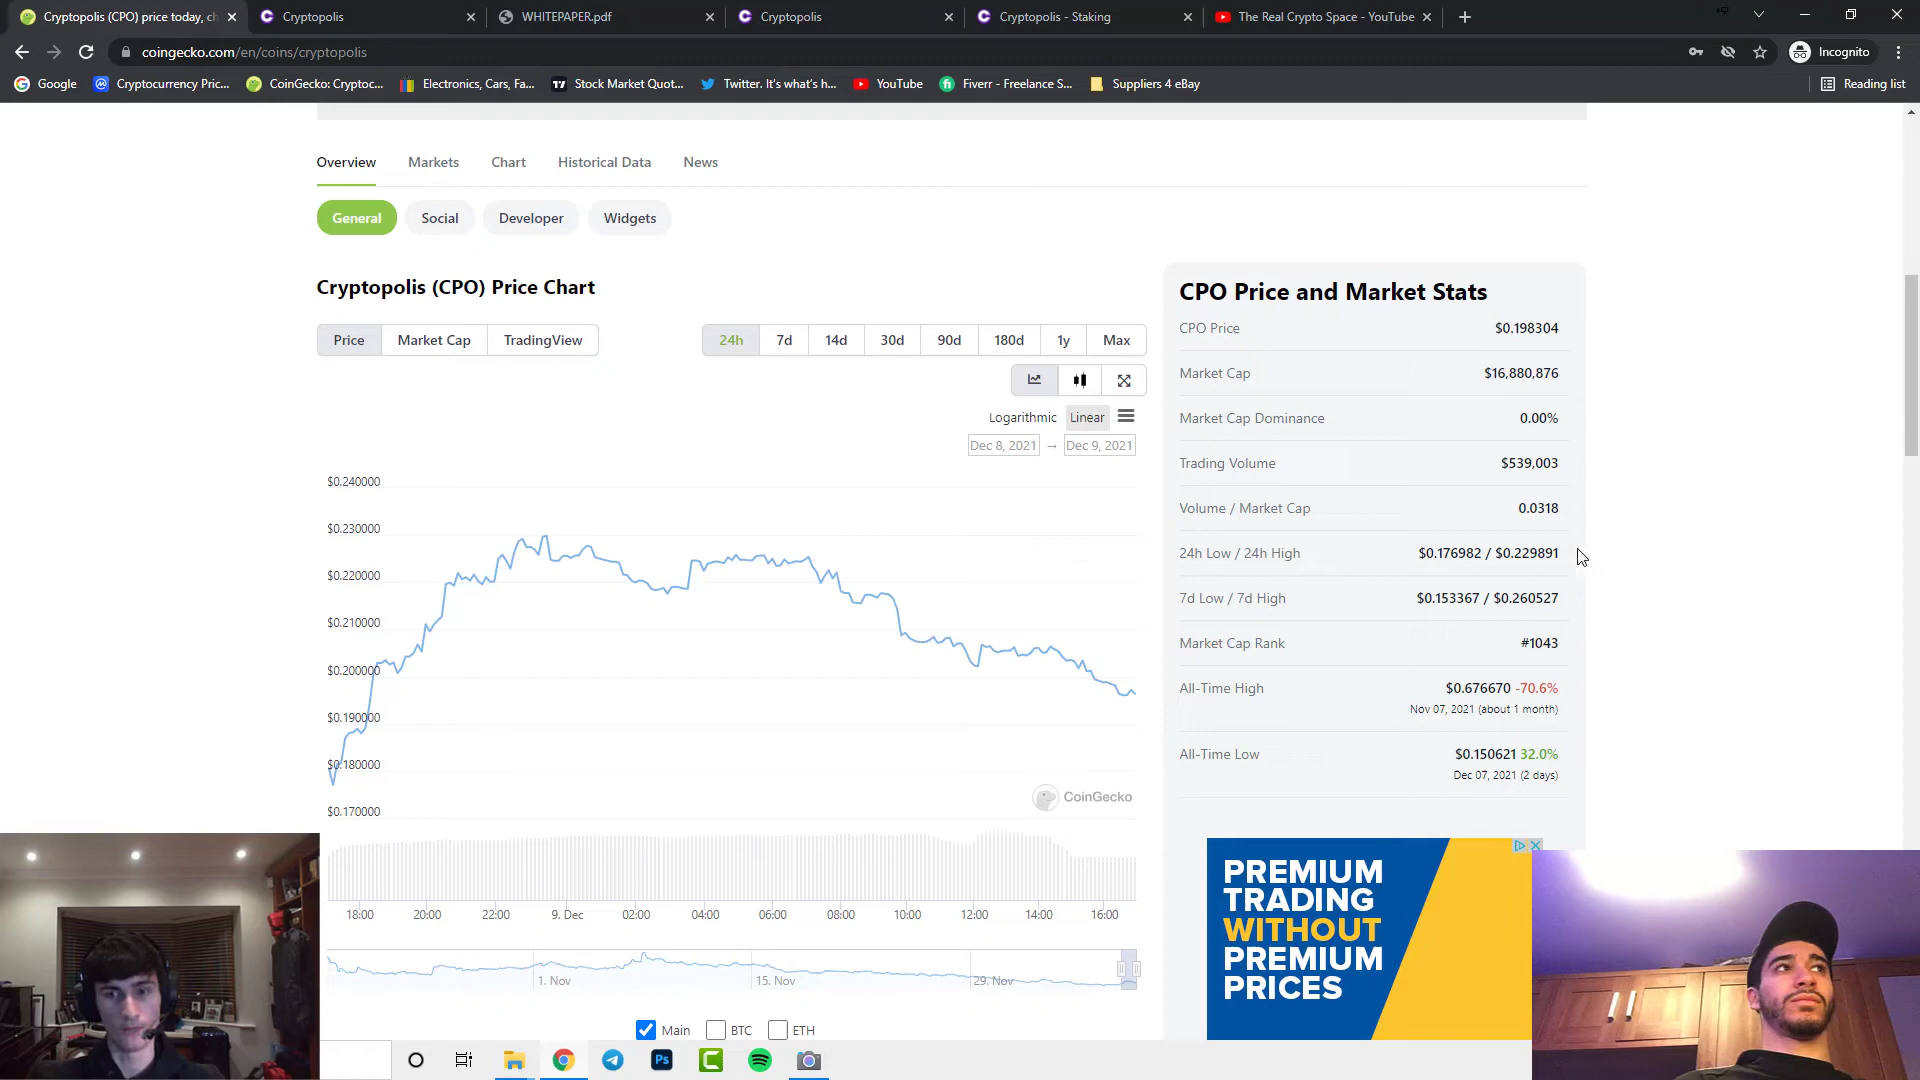 Cryptopolis (CPO) price today, ch
Cryptopolis
WHITEPAPER.pdf
Cryptopolis
Cryptopolis - Staking
The Real Crypto Space - YouTube
coingecko.com/en/coins/cryptopolis
Incognito
Google
Cryptocurrency Pric...
CoinGecko: Cryptoc...
Electronics, Cars, Fa...
Stock Market Quot...
Twitter. It's what's h...
YouTube
Fiverr - Freelance S...
Suppliers 4 eBay
Reading list
Overview
Markets
Chart
Historical Data
News
General
Social
Developer
Widgets
Cryptopolis (CPO) Price Chart
Price
Market Cap
TradingView
24h
7d
14d
30d
90d
180d
1y
Max
Logarithmic
Linear
Dec 8, 2021 → Dec 9, 2021
$0.240000
$0.230000
$0.220000
$0.210000
$0.200000
$0.190000
$0.180000
$0.170000
CoinGecko
18:00
20:00
22:00
9. Dec
02:00
04:00
06:00
08:00
10:00
12:00
14:00
16:00
1. Nov
15. Nov
29. Nov
Main
BTC
ETH
CPO Price and Market Stats
CPO Price $0.198304
Market Cap $16,880,876
Market Cap Dominance 0.00%
Trading Volume $539,003
Volume / Market Cap 0.0318
24h Low / 24h High $0.176982 / $0.229891
7d Low / 7d High $0.153367 / $0.260527
Market Cap Rank #1043
All-Time High $0.676670 -70.6%
Nov 07, 2021 (about 1 month)
All-Time Low $0.150621 32.0%
Dec 07, 2021 (2 days)
PREMIUM
TRADING
WITHOUT
PREMIUM
PRICES
Ps